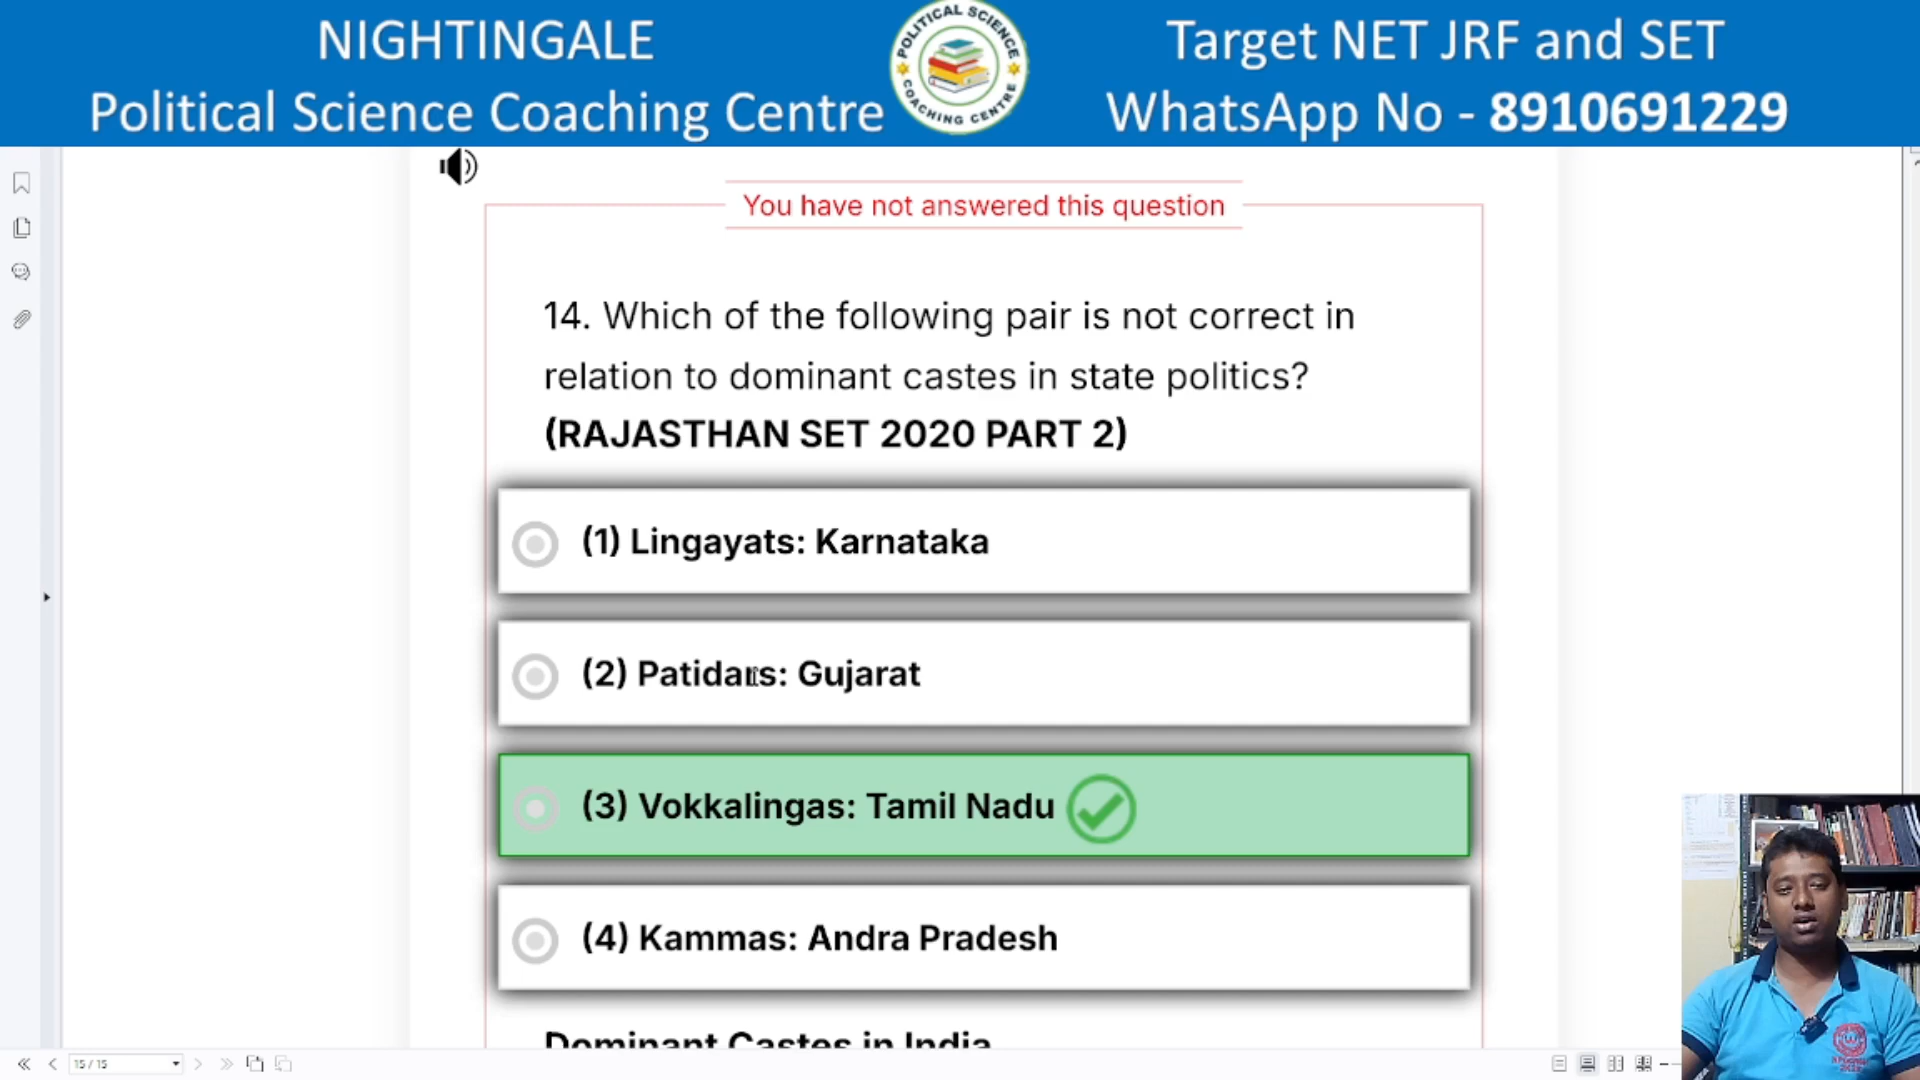 NIGHTINGALE
Political Science Coaching Centre
POLITICAL SCIENCE
COACHING CENTRE
Target NET JRF and SET
WhatsApp No - 8910691229
You have not answered this question
14. Which of the following pair is not correct in
relation to dominant castes in state politics?
(RAJASTHAN SET 2020 PART 2)
(1) Lingayats: Karnataka
(2) Patidars: Gujarat
(3) Vokkalingas: Tamil Nadu
(4) Kammas: Andra Pradesh
Dominant Castes in India
15 / 15